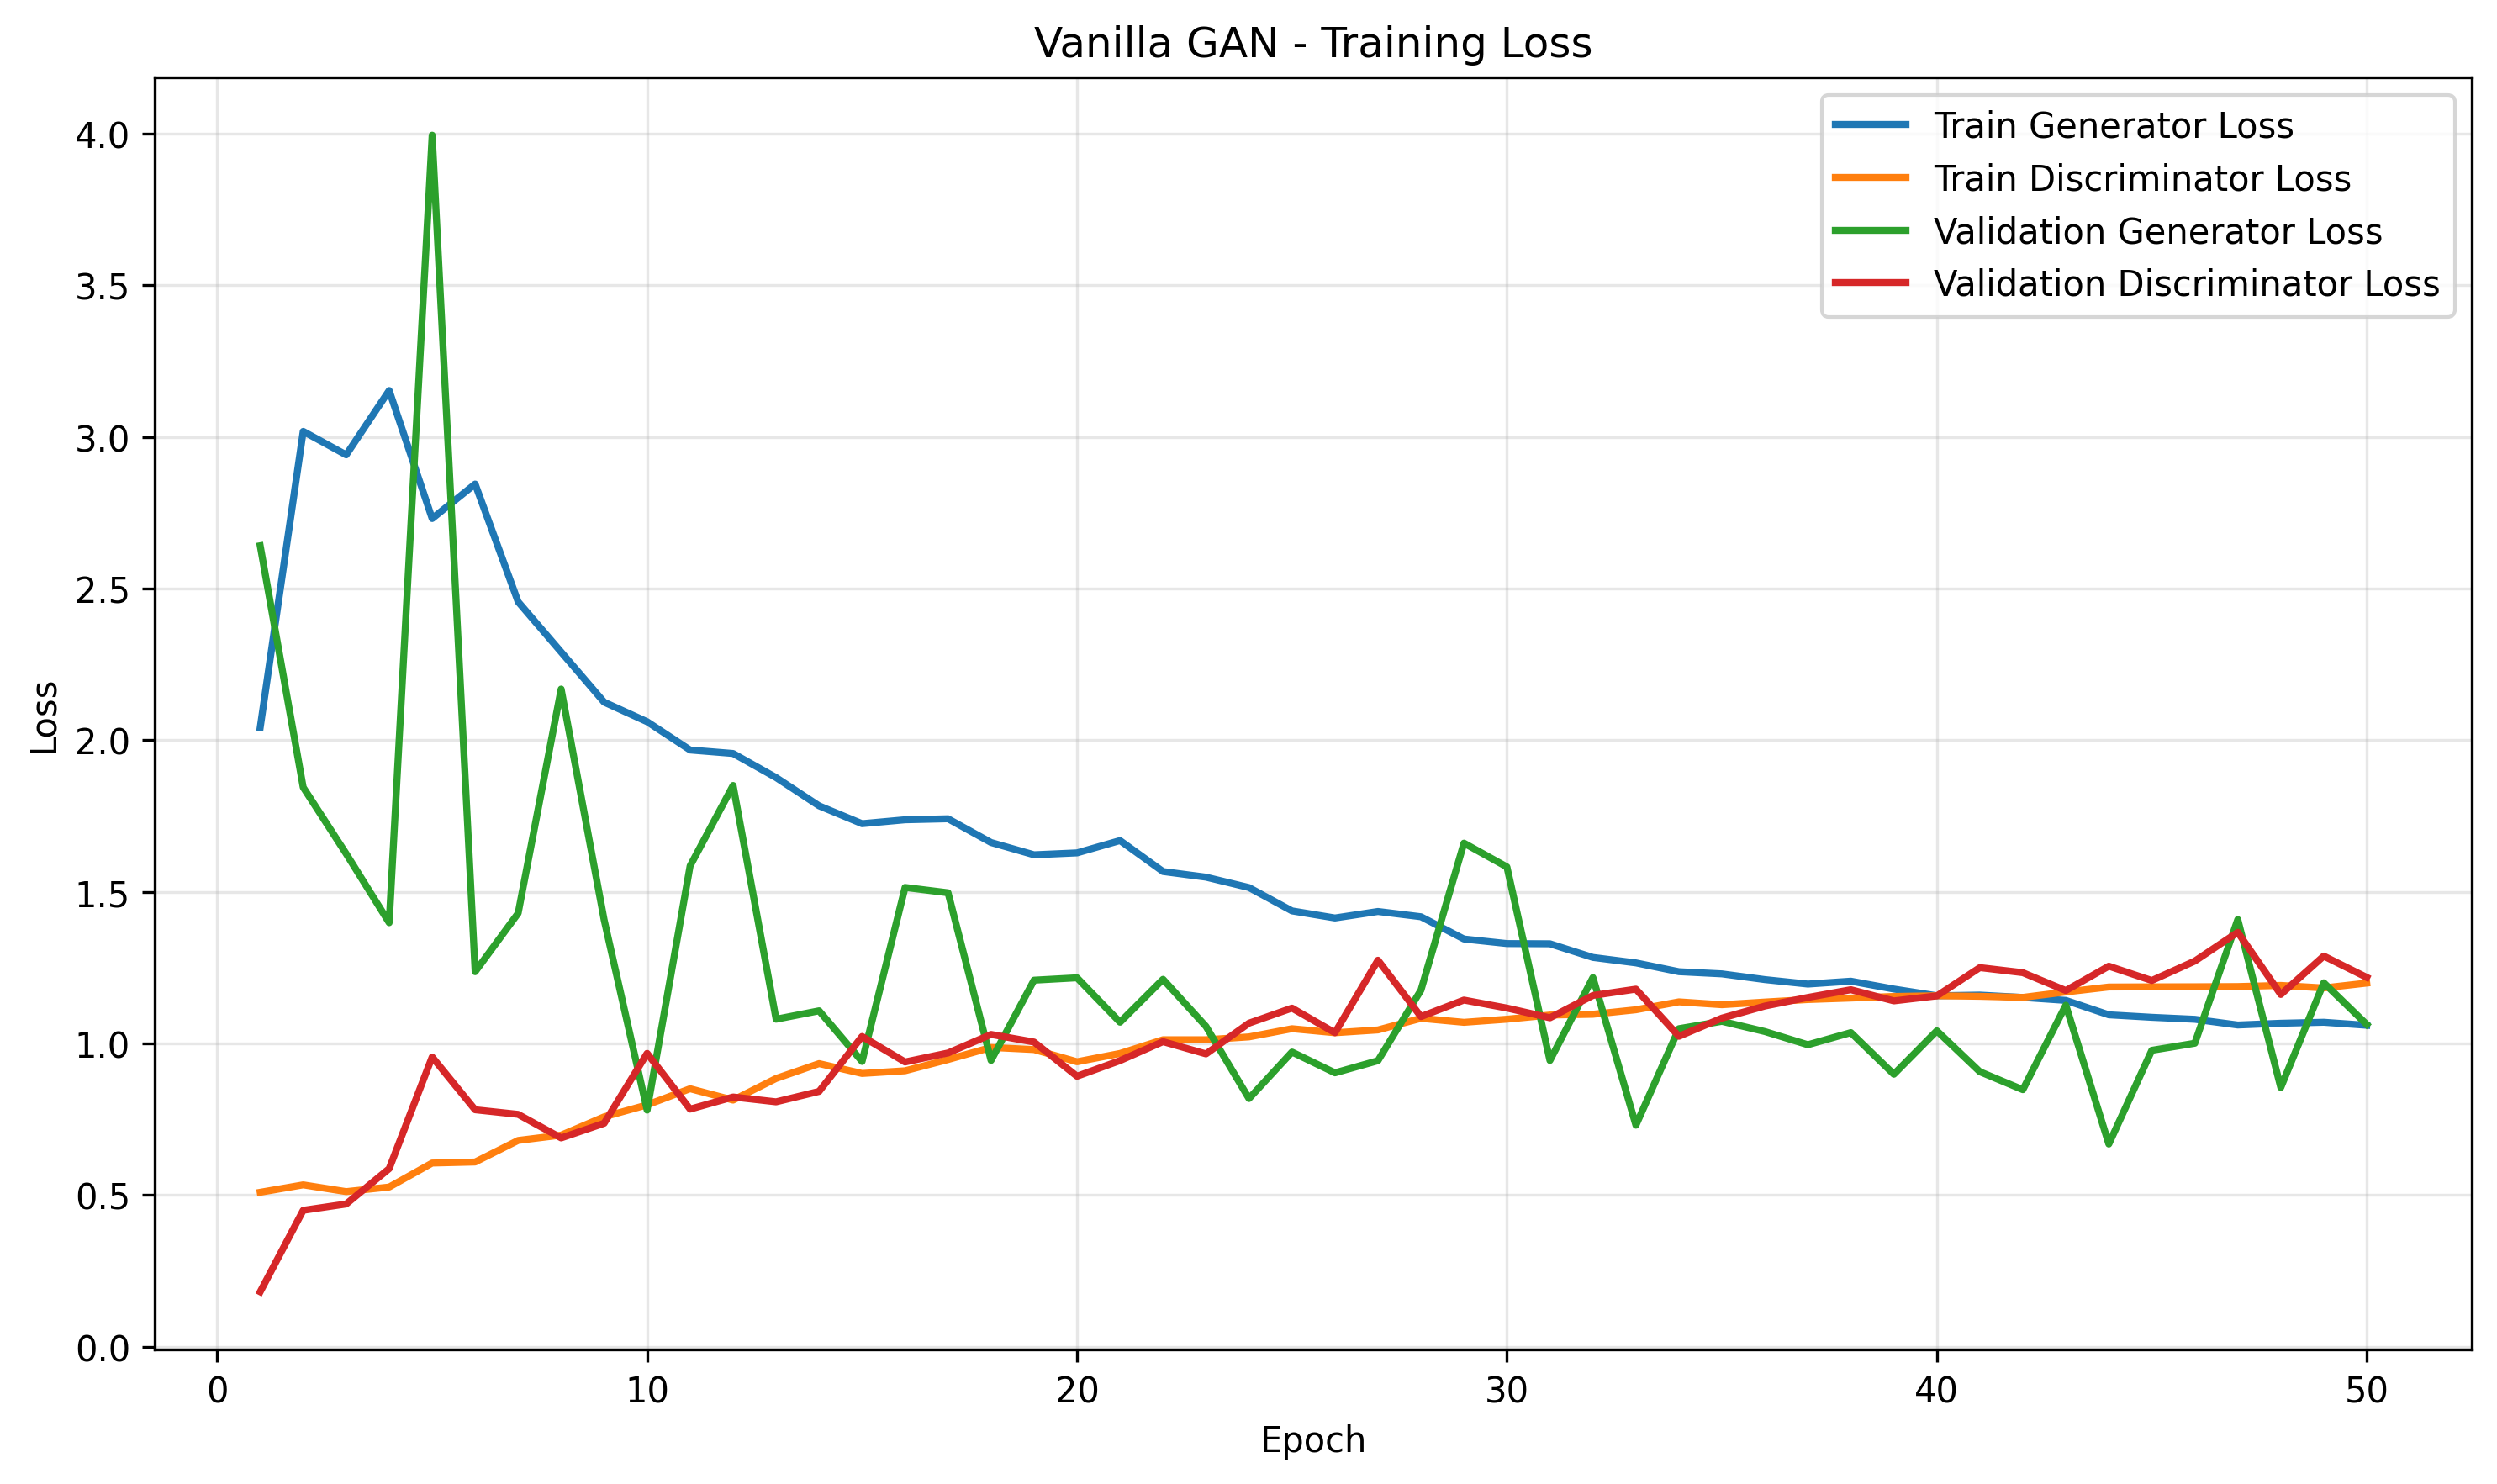 Vanilla GAN - Training Loss
Train Generator Loss
Train Discriminator Loss
Validation Generator Loss
Validation Discriminator Loss
Loss
4.0
3.5
3.0
2.5
2.0
1.5
1.0
0.5
0.0
0 10 20 30 40 50
Epoch